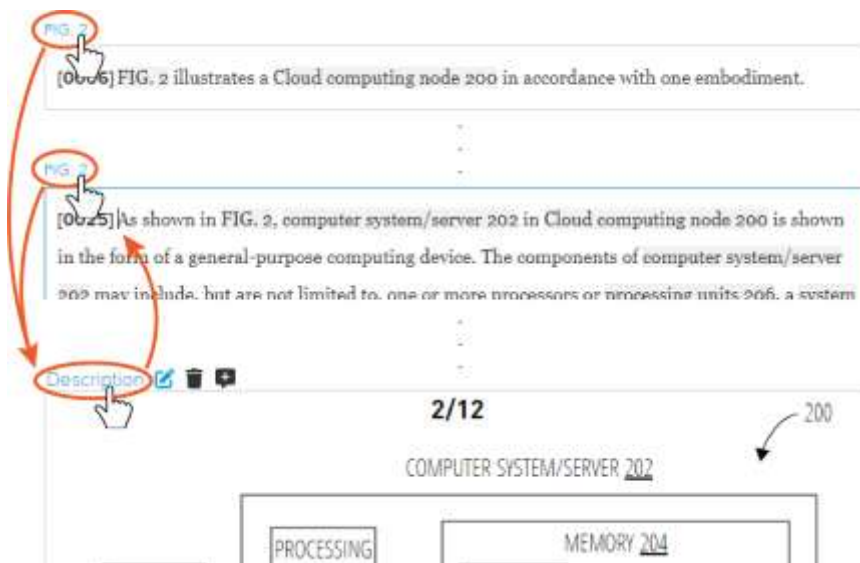 FIG. 2
[0006] FIG. 2 illustrates a Cloud computing node 200 in accordance with one embodiment.
FIG. 2
[0025] As shown in FIG. 2, computer system/server 202 in Cloud computing node 200 is shown
in the form of a general-purpose computing device. The components of computer system/server
202 may include, but are not limited to, one or more processors or processing units 206, a system
Description
2/12
200
COMPUTER SYSTEM/SERVER 202
PROCESSING
MEMORY 204